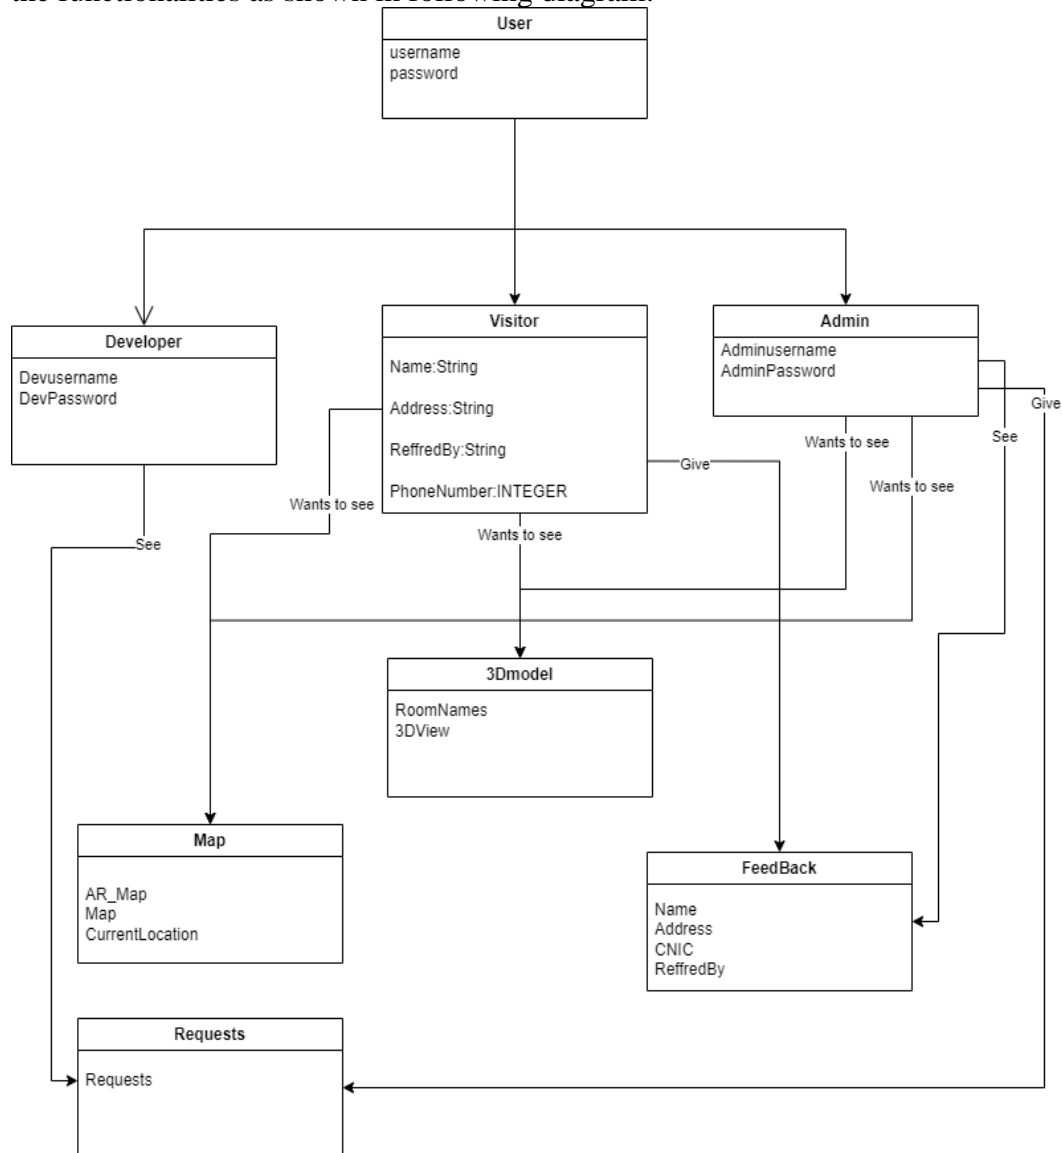 the functionalities as shown in following diagram.
User
username
password
Developer
Devusername
DevPassword
Visitor
Name:String
Address:String
ReffredBy:String
PhoneNumber:INTEGER
Admin
Adminusername
AdminPassword
Give
See
Wants to see
Wants to see
Give
Wants to see
Wants to see
See
3Dmodel
RoomNames
3DView
Map
AR_Map
Map
CurrentLocation
FeedBack
Name
Address
CNIC
ReffredBy
Requests
Requests